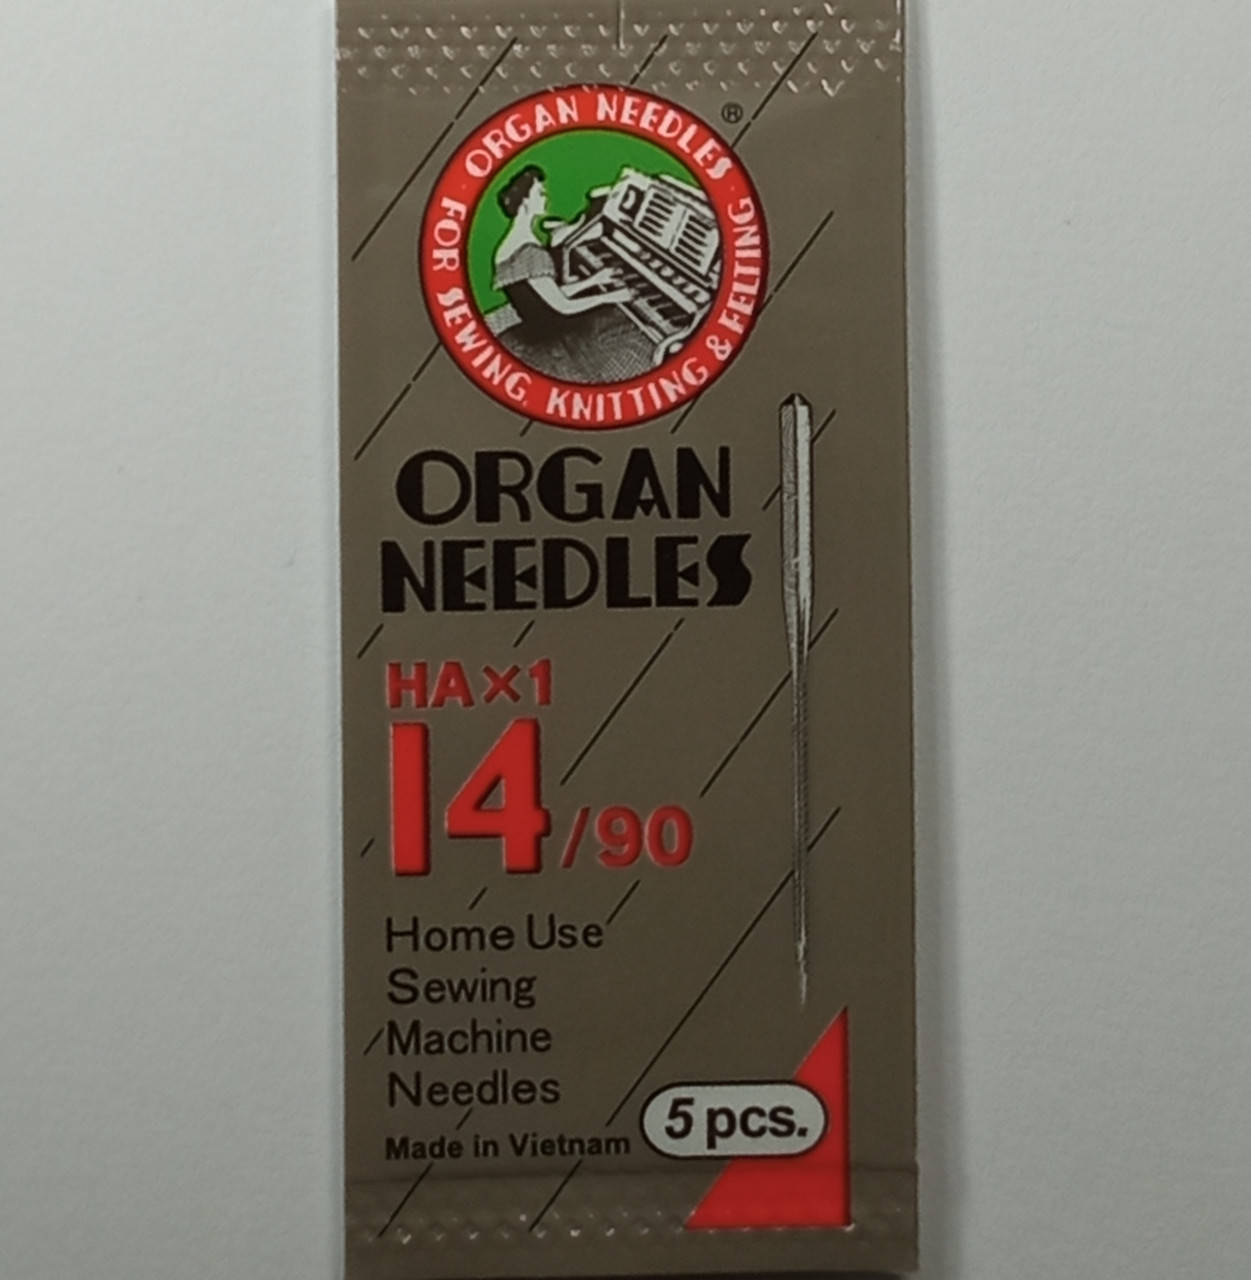 ORGAN NEEDLES
®
FOR SEWING, KNITTING & FELTING
ORGAN
NEEDLES
HA×1
14/90
Home Use
Sewing
Machine
Needles
Made in Vietnam
5 pcs.